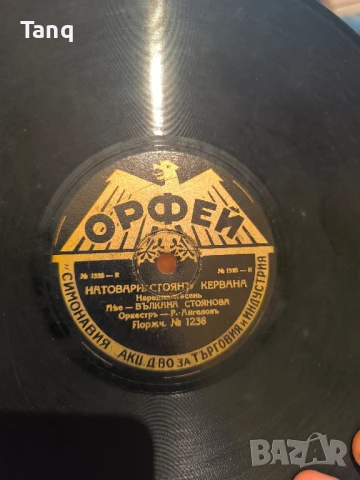 Tanq
ОРФЕЙ
№ 1535 – R № 1535 – R
НАТОВАРИ СТОЯНЪ КЕРВАНА
Народна пѣсень
Пѣе — ВЪЛКАНА СТОЯНОВА
Оркестръ — Р. Ангеловъ
Поржч. № 1236
"СИМОНАВИЯ АКЦ. Д-ВО ЗА ТЪРГОВИЯ И ИНДУСТРИЯ
BAZAR